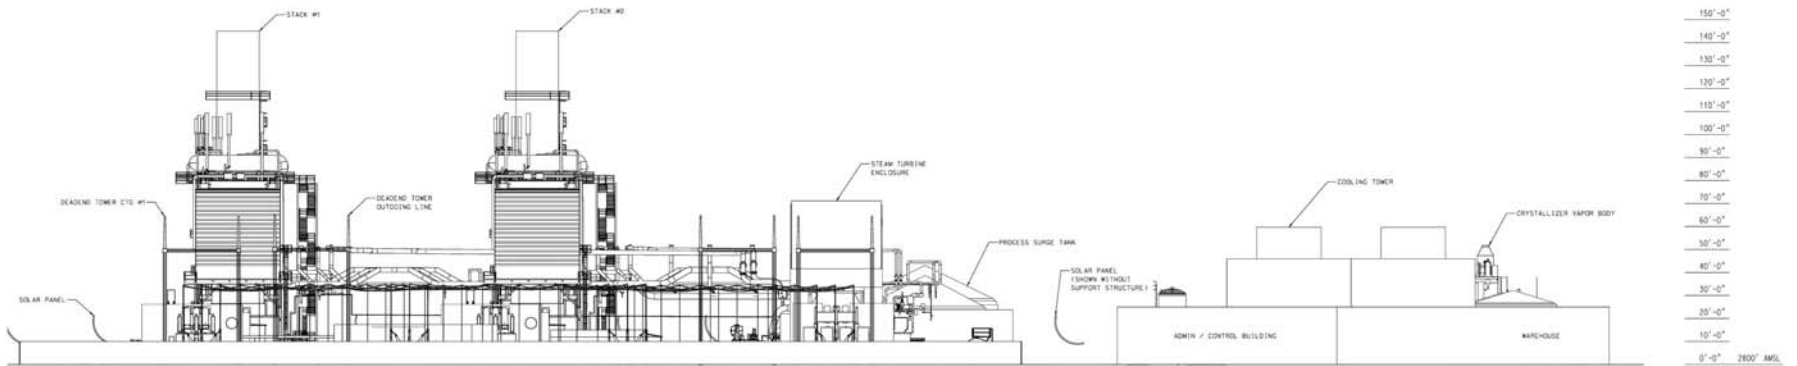 STACK #1
STACK #2
150'-0"
140'-0"
130'-0"
120'-0"
110'-0"
100'-0"
90'-0"
80'-0"
70'-0"
60'-0"
50'-0"
40'-0"
30'-0"
20'-0"
10'-0"
0'-0" 2800' AMSL
STEAM TURBINE
ENCLOSURE
COOLING TOWER
DEADEND TOWER CTG #1
DEADEND TOWER
OUTGOING LINE
CRYSTALLIZER VAPOR BODY
PROCESS SURGE TANK
SOLAR PANEL
(SHOWN WITHOUT
SUPPORT STRUCTURE)
SOLAR PANEL
ADMIN / CONTROL BUILDING
WAREHOUSE